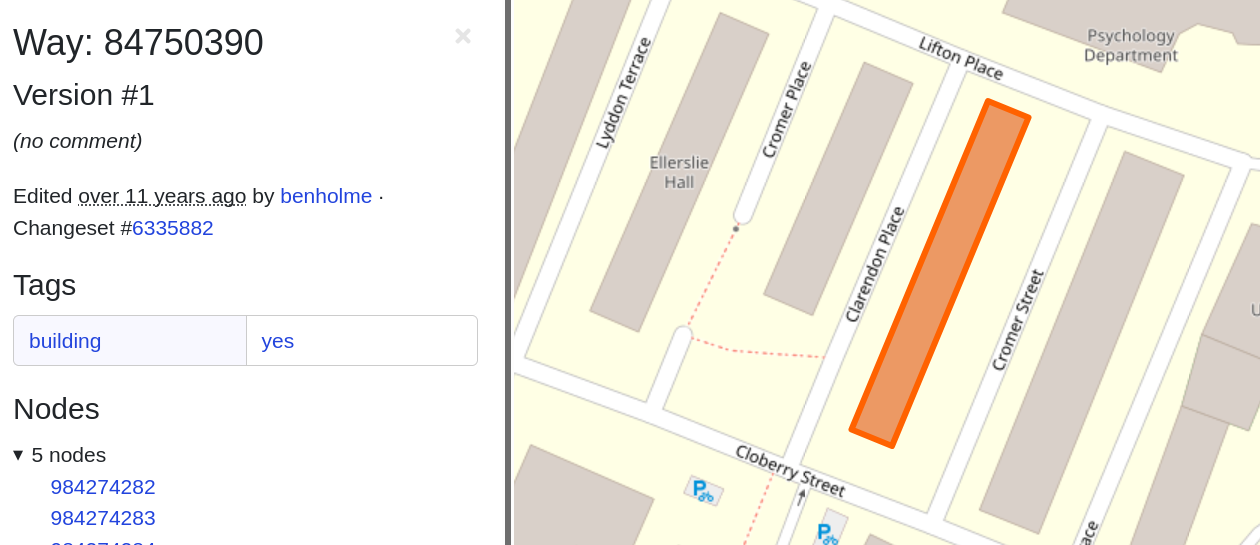 Way: 84750390
×
Version #1
(no comment)
Edited over 11 years ago by benholme ·
Changeset #6335882
Tags
building yes
Nodes
▼ 5 nodes
984274282
984274283
Lyddon Terrace
Cromer Place
Lifton Place
Psychology
Department
Ellerslie
Hall
Clarendon Place
Cromer Street
Cloberry Street
P
P
U
ace